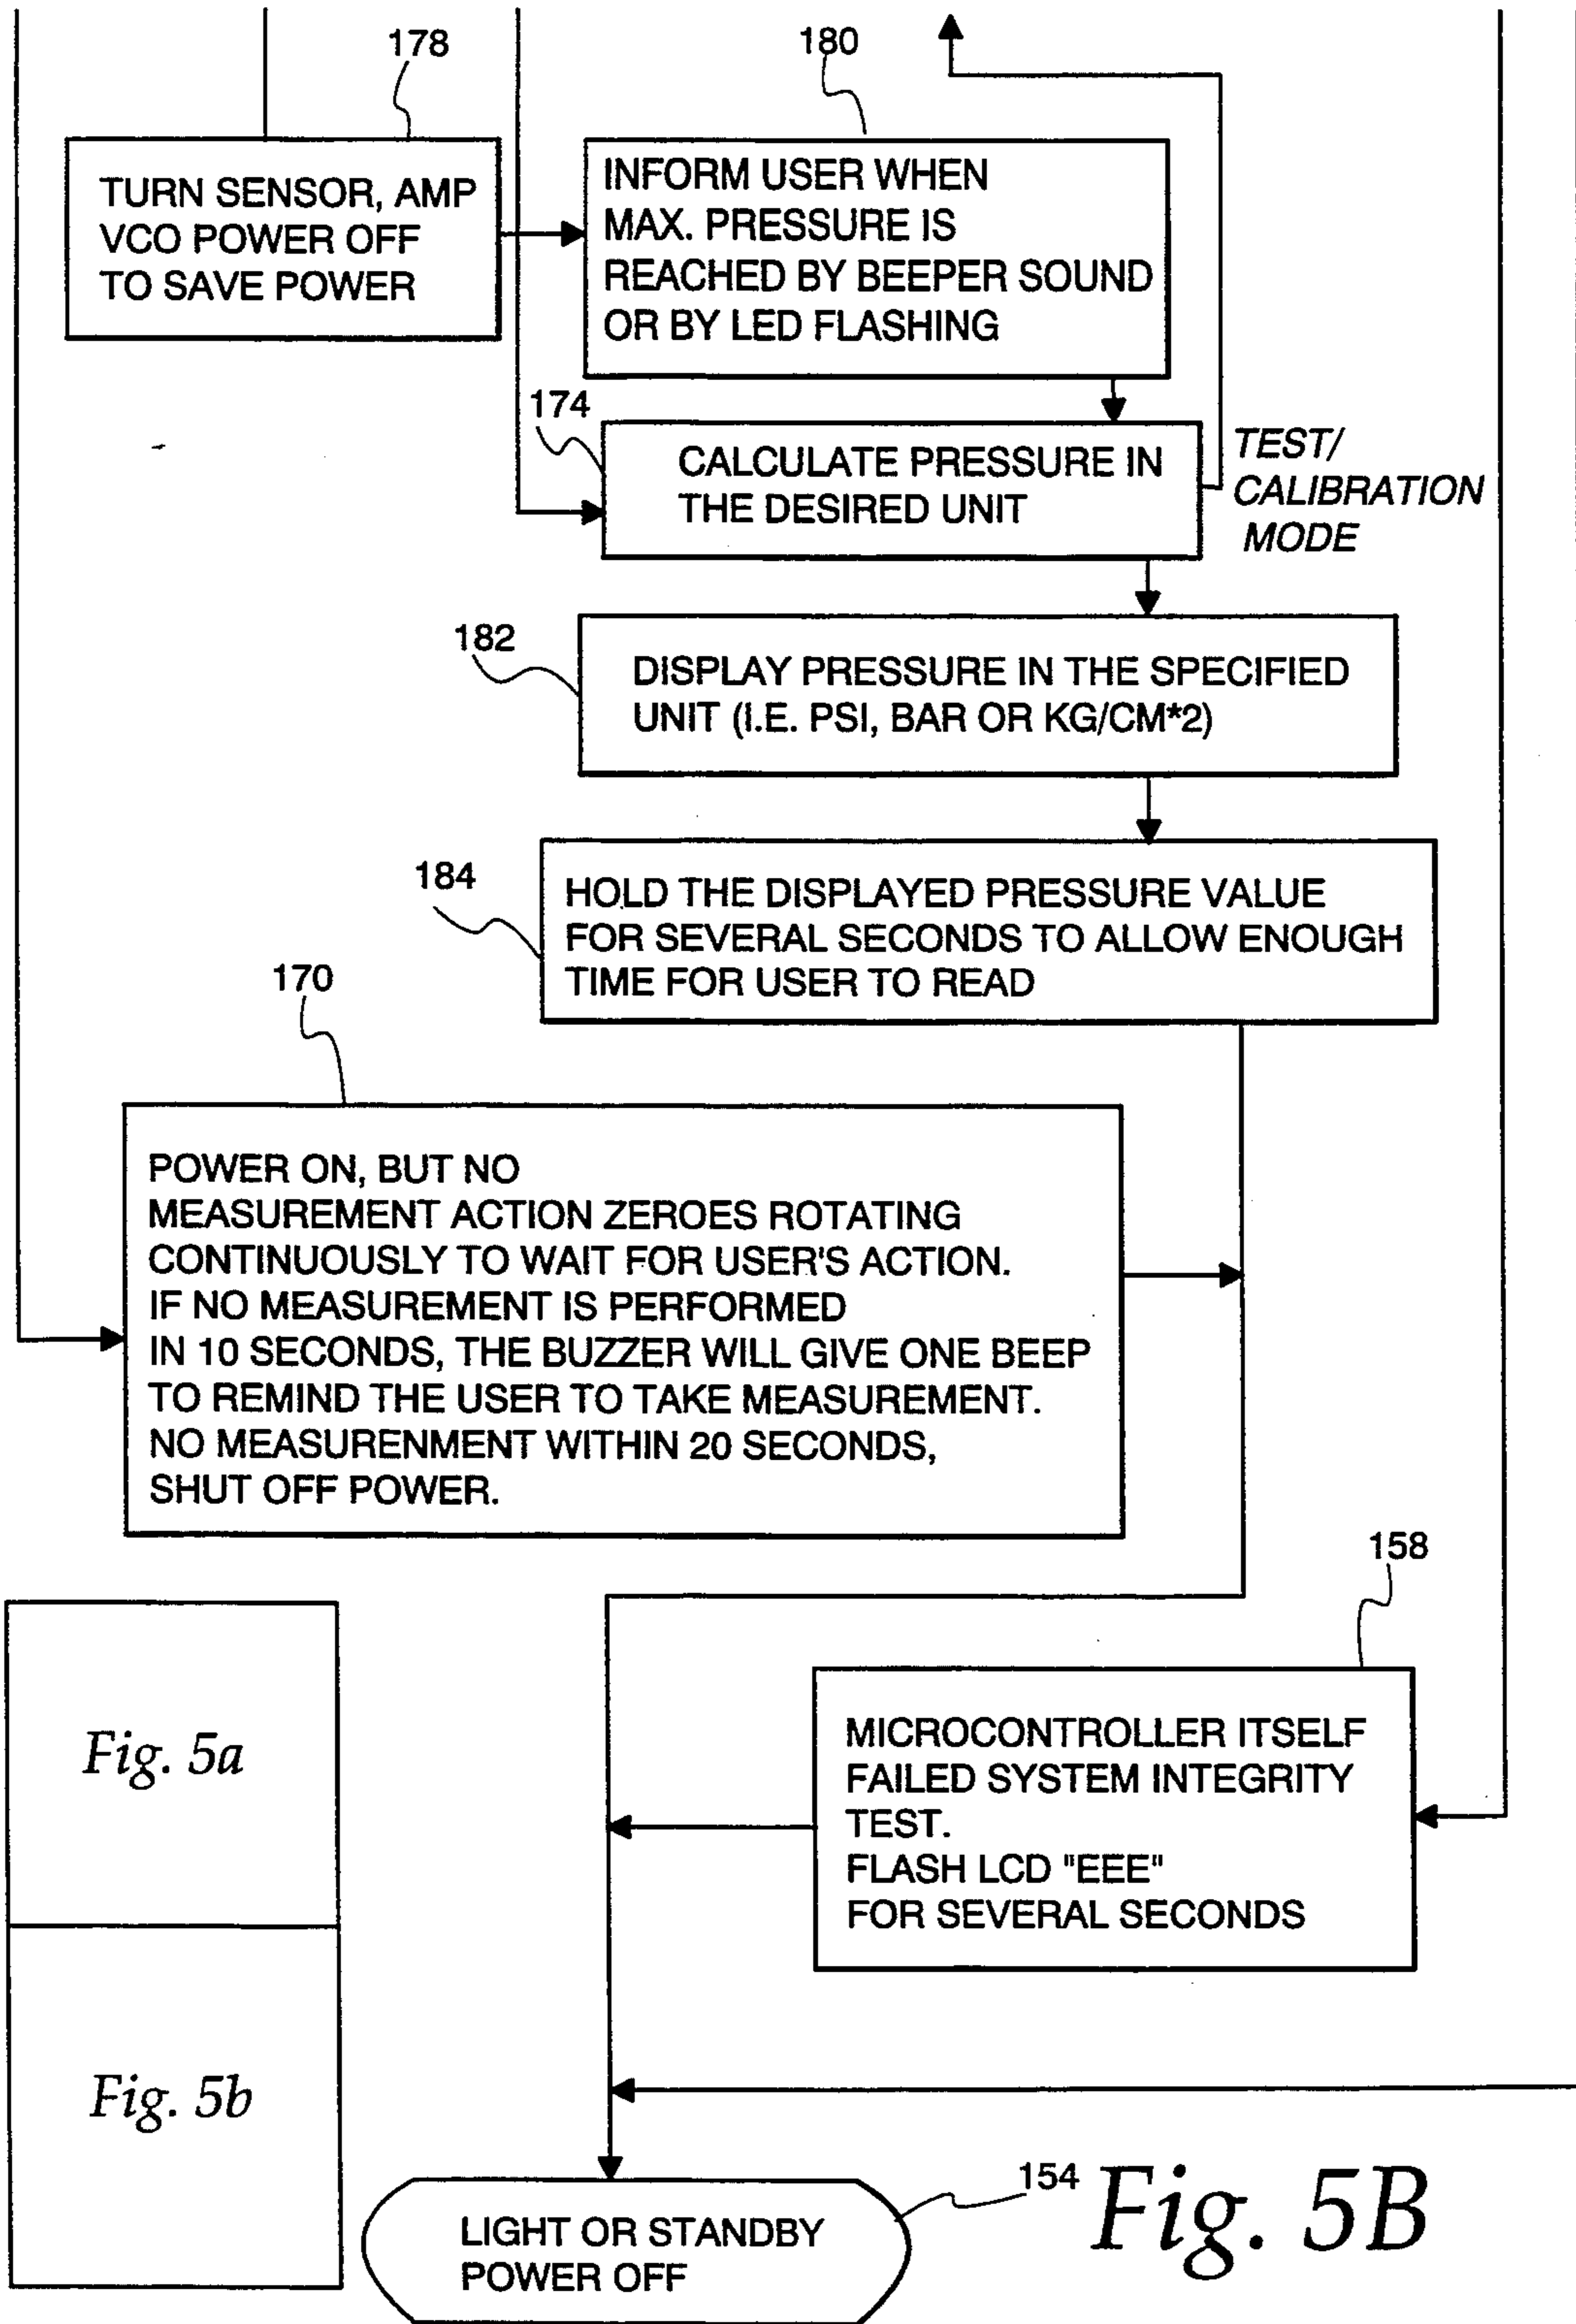 178
180
TURN SENSOR, AMP
VCO POWER OFF
TO SAVE POWER
INFORM USER WHEN
MAX. PRESSURE IS
REACHED BY BEEPER SOUND
OR BY LED FLASHING
174
CALCULATE PRESSURE IN
THE DESIRED UNIT
TEST/
CALIBRATION
MODE
182
DISPLAY PRESSURE IN THE SPECIFIED
UNIT (I.E. PSI, BAR OR KG/CM*2)
184
HOLD THE DISPLAYED PRESSURE VALUE
FOR SEVERAL SECONDS TO ALLOW ENOUGH
TIME FOR USER TO READ
170
POWER ON, BUT NO
MEASUREMENT ACTION ZEROES ROTATING
CONTINUOUSLY TO WAIT FOR USER'S ACTION.
IF NO MEASUREMENT IS PERFORMED
IN 10 SECONDS, THE BUZZER WILL GIVE ONE BEEP
TO REMIND THE USER TO TAKE MEASUREMENT.
NO MEASURENMENT WITHIN 20 SECONDS,
SHUT OFF POWER.
158
MICROCONTROLLER ITSELF
FAILED SYSTEM INTEGRITY
TEST.
FLASH LCD "EEE"
FOR SEVERAL SECONDS
Fig. 5a
Fig. 5b
154
LIGHT OR STANDBY
POWER OFF
Fig. 5B